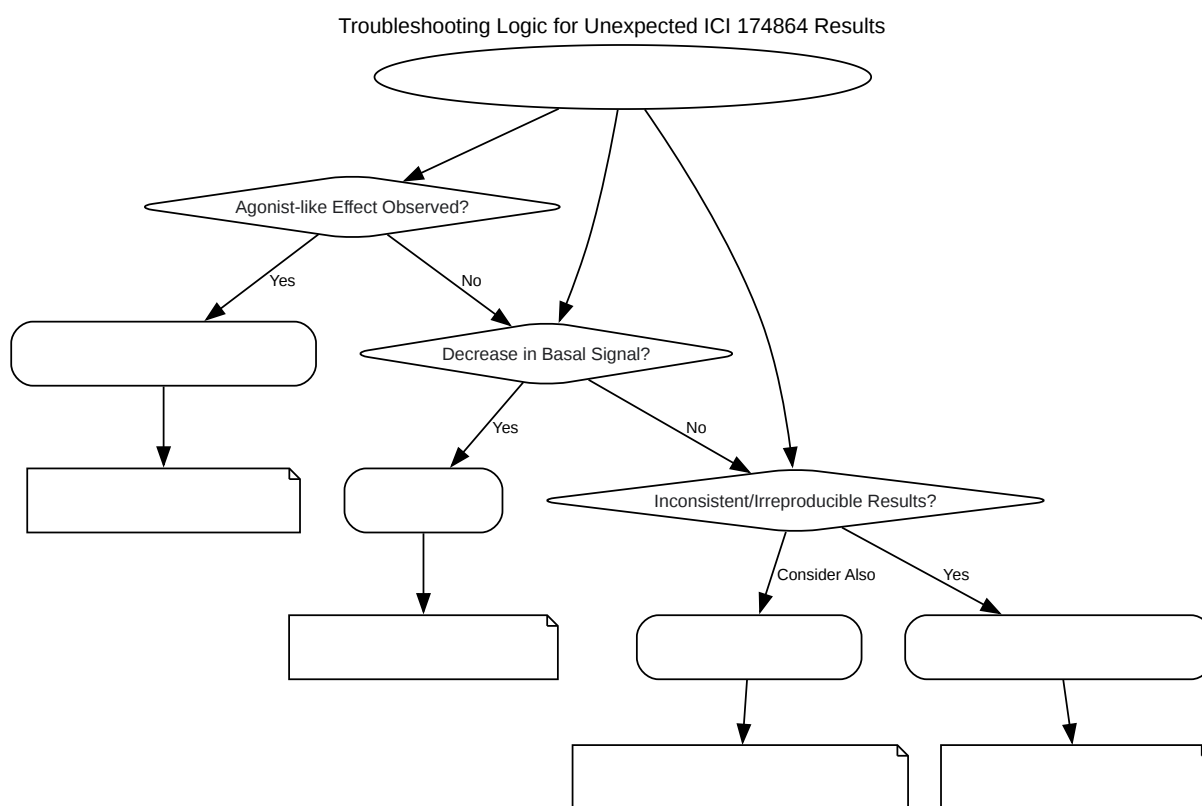 Troubleshooting Logic for Unexpected ICI 174864 Results
Agonist-like Effect Observed?
Yes
No
Decrease in Basal Signal?
Yes
No
Inconsistent/Irreproducible Results?
Consider Also
Yes